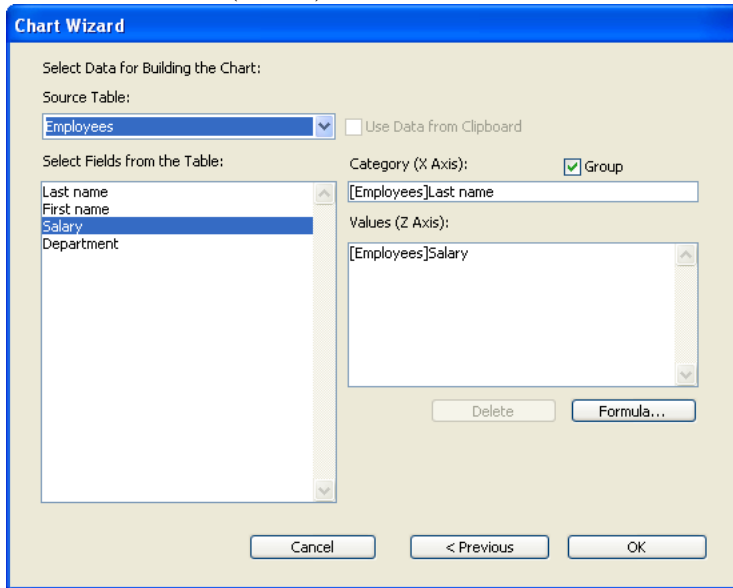 Chart Wizard
Select Data for Building the Chart:
Source Table:
Employees
Use Data from Clipboard
Select Fields from the Table:
Category (X Axis):
Group
Last name
First name
Salary
Department
[Employees]Last name
Values (Z Axis):
[Employees]Salary
Delete
Formula...
Cancel
< Previous
OK